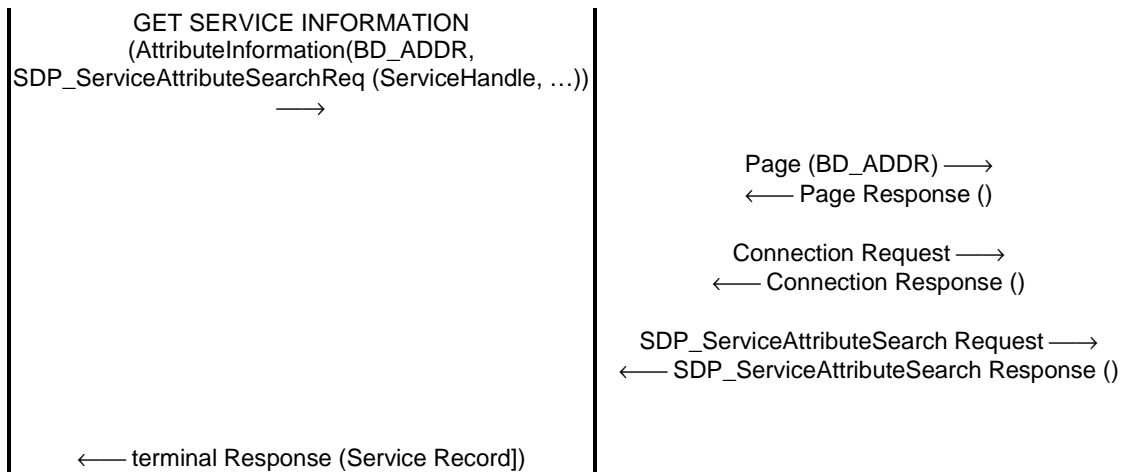 GET SERVICE INFORMATION
(AttributeInformation(BD_ADDR,
SDP_ServiceAttributeSearchReq (ServiceHandle, …))
⟶
Page (BD_ADDR) ⟶
⟵ Page Response ()
Connection Request ⟶
⟵ Connection Response ()
SDP_ServiceAttributeSearch Request ⟶
⟵ SDP_ServiceAttributeSearch Response ()
⟵ terminal Response (Service Record])